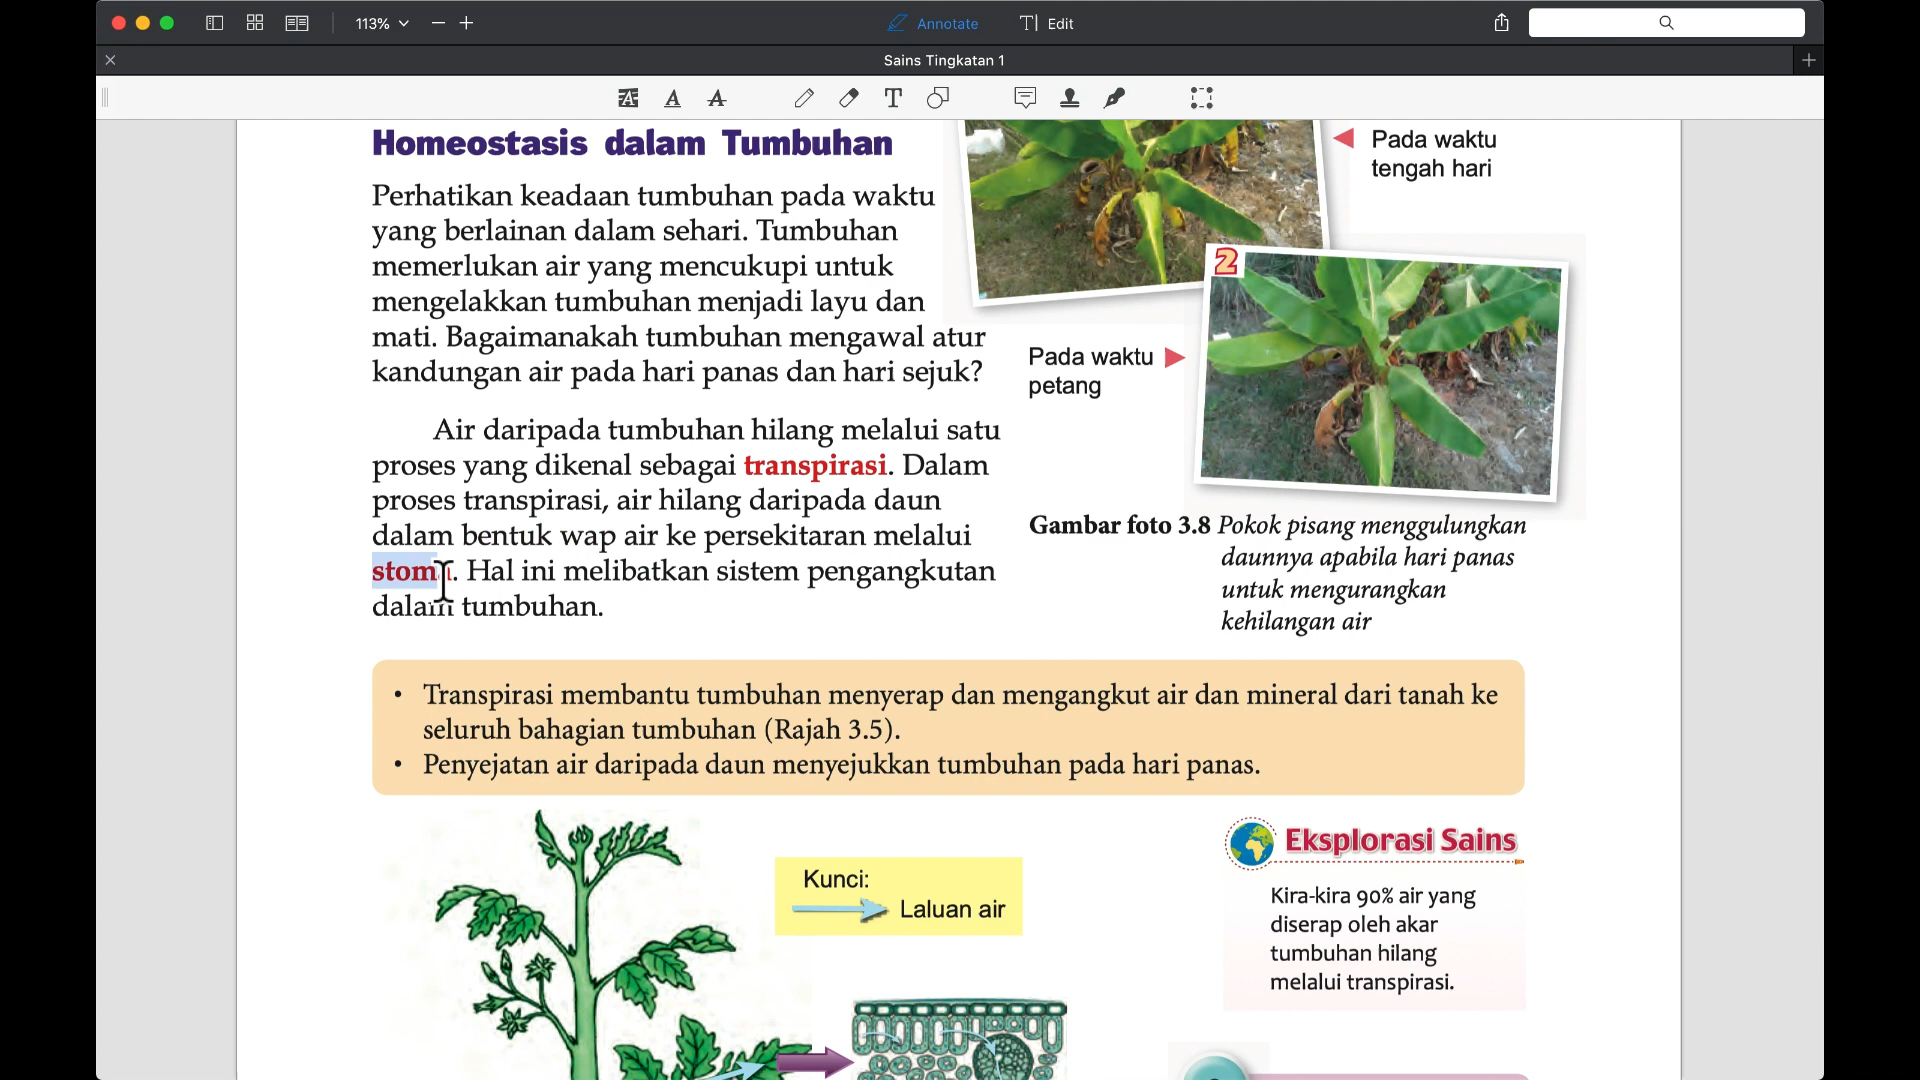 113%
Annotate
Edit
Sains Tingkatan 1
Homeostasis dalam Tumbuhan
Perhatikan keadaan tumbuhan pada waktu
yang berlainan dalam sehari. Tumbuhan
memerlukan air yang mencukupi untuk
mengelakkan tumbuhan menjadi layu dan
mati. Bagaimanakah tumbuhan mengawal atur
kandungan air pada hari panas dan hari sejuk?
Air daripada tumbuhan hilang melalui satu
proses yang dikenal sebagai transpirasi. Dalam
proses transpirasi, air hilang daripada daun
dalam bentuk wap air ke persekitaran melalui
stoma. Hal ini melibatkan sistem pengangkutan
dalam tumbuhan.
Pada waktu
tengah hari
2
Pada waktu
petang
Gambar foto 3.8 Pokok pisang menggulungkan
daunnya apabila hari panas
untuk mengurangkan
kehilangan air
• Transpirasi membantu tumbuhan menyerap dan mengangkut air dan mineral dari tanah ke
seluruh bahagian tumbuhan (Rajah 3.5).
• Penyejatan air daripada daun menyejukkan tumbuhan pada hari panas.
Kunci:
Laluan air
Eksplorasi Sains
Kira-kira 90% air yang
diserap oleh akar
tumbuhan hilang
melalui transpirasi.